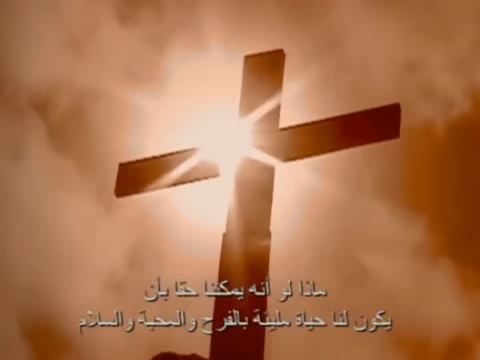 ماذا لو أنه يمكننا حقا بأن
يكون لنا حياة مليئة بالفرح والمحبة والسلام